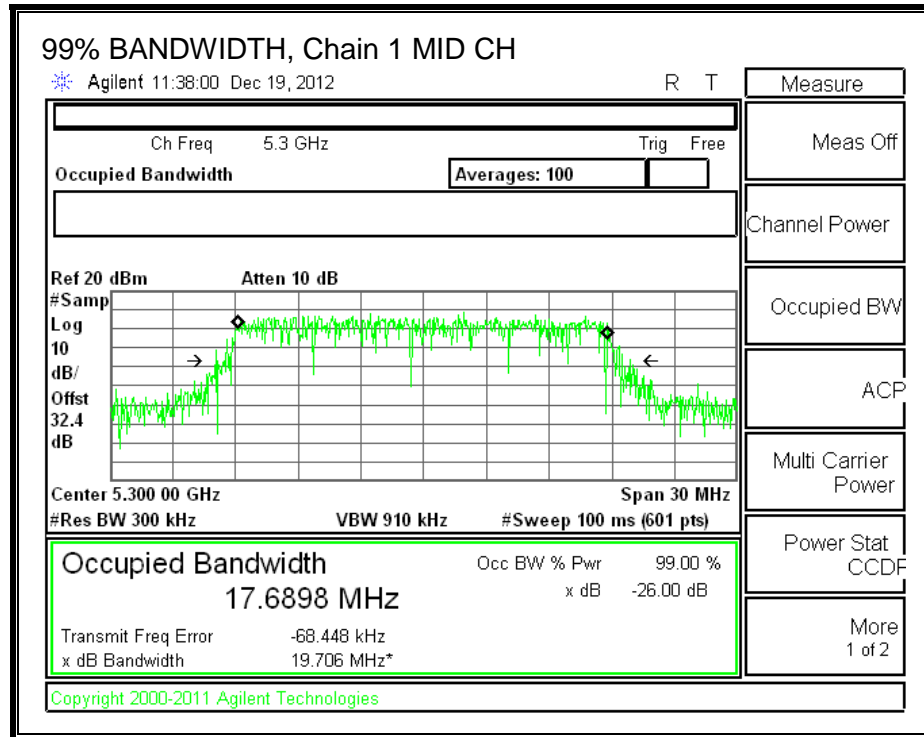 99% BANDWIDTH, Chain 1 MID CH
Agilent 11:38:00 Dec 19, 2012 R T
Measure
Ch Freq 5.3 GHz Trig Free
Meas Off
Occupied Bandwidth Averages: 100
Channel Power
Ref 20 dBm Atten 10 dB
#Samp
Log
10
dB/
Offst
32.4
dB
Occupied BW
ACP
Center 5.300 00 GHz Span 30 MHz
#Res BW 300 kHz VBW 910 kHz #Sweep 100 ms (601 pts)
Multi Carrier
Power
Occupied Bandwidth Occ BW % Pwr 99.00 %
17.6898 MHz x dB -26.00 dB
Power Stat
CCDF
Transmit Freq Error -68.448 kHz
x dB Bandwidth 19.706 MHz*
More
1 of 2
Copyright 2000-2011 Agilent Technologies